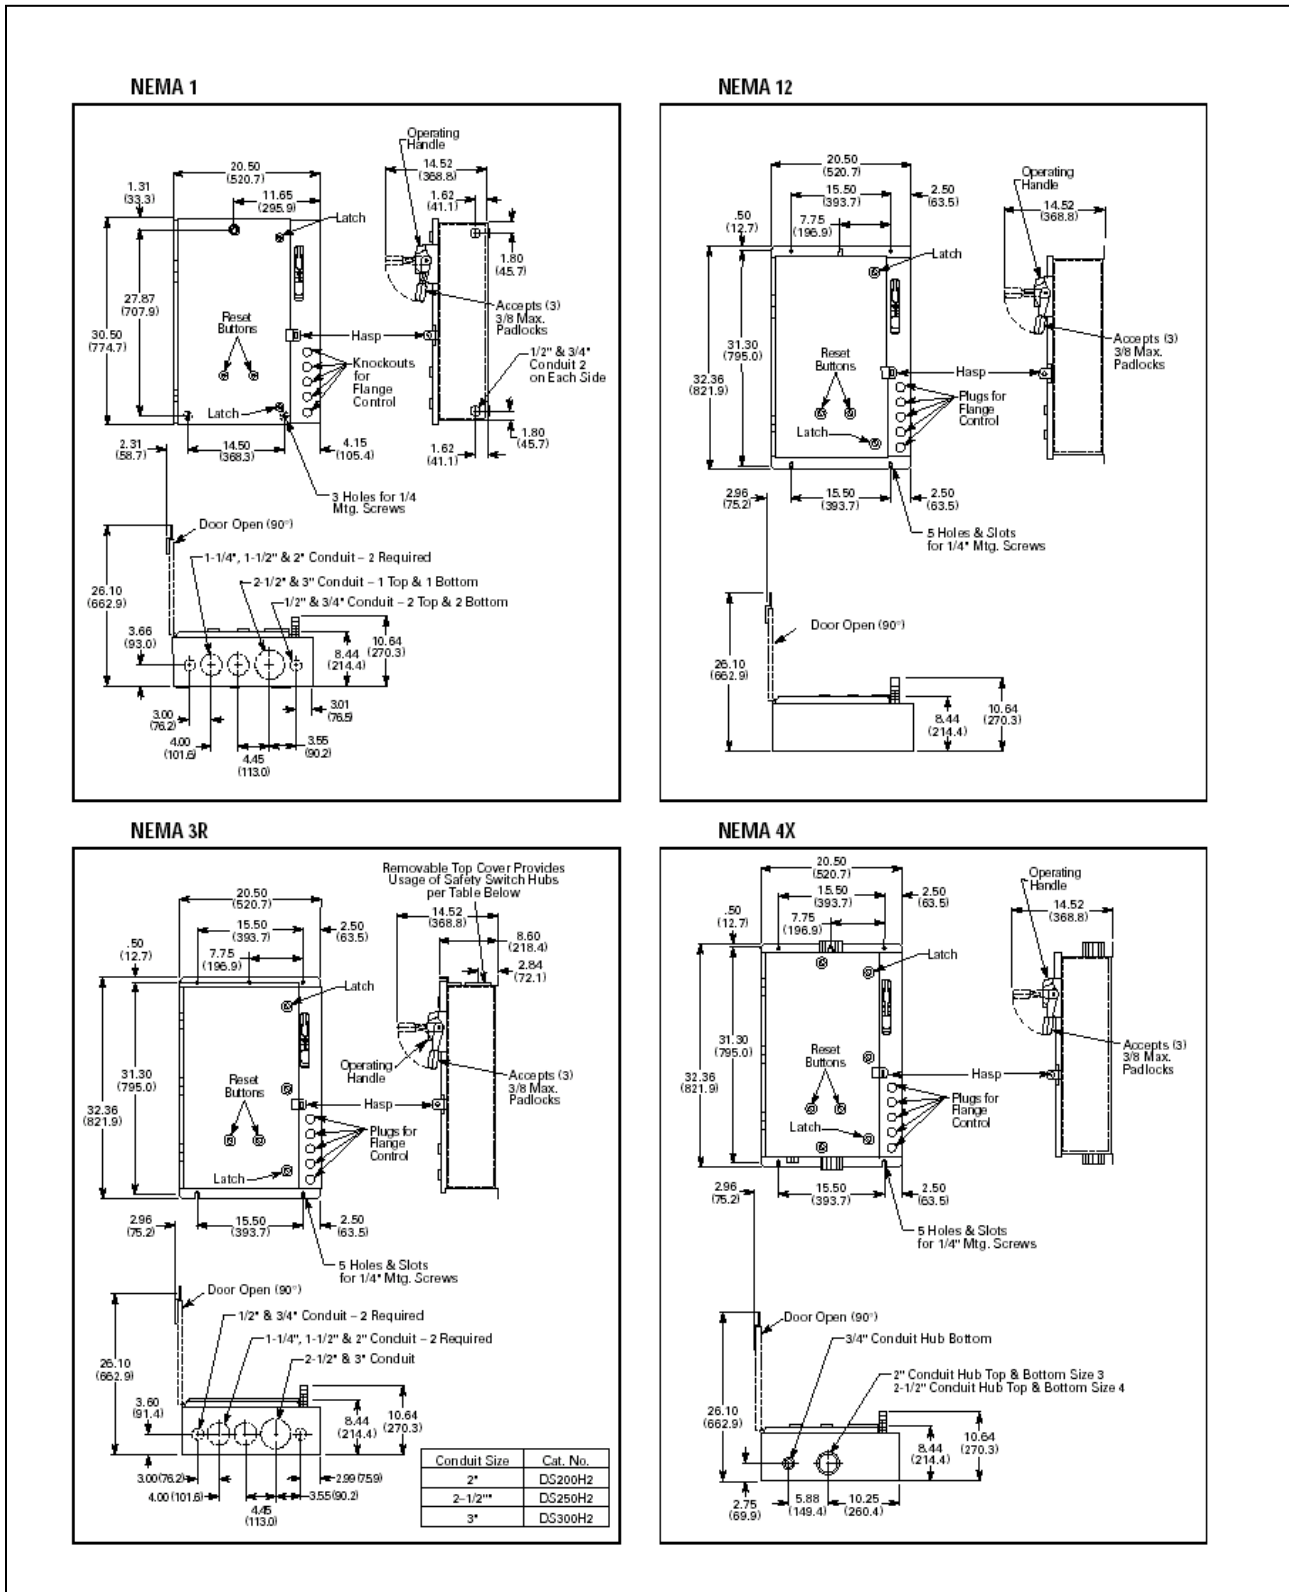 NEMA 1
Operating
Handle
20.50
(520.7)
14.52
(368.8)
1.31
(33.3)
11.65
(295.9)
1.62
(41.1)
Latch
1.80
(45.7)
27.87
(707.9)
30.50
(774.7)
Reset
Buttons
Hasp
Accepts (3)
3/8 Max.
Padlocks
Knockouts
for
Flange
Control
1/2" & 3/4"
Conduit 2
on Each Side
Latch
2.31
(58.7)
14.50
(368.3)
4.15
(105.4)
1.62
(41.1)
1.80
(45.7)
3 Holes for 1/4
Mtg. Screws
Door Open (90°)
1-1/4", 1-1/2" & 2" Conduit – 2 Required
2-1/2" & 3" Conduit – 1 Top & 1 Bottom
1/2" & 3/4" Conduit – 2 Top & 2 Bottom
26.10
(662.9)
3.66
(93.0)
8.44
(214.4)
10.64
(270.3)
3.00
(76.2)
3.01
(76.5)
4.00
(101.6)
4.45
(113.0)
3.55
(90.2)
NEMA 12
20.50
(520.7)
Operating
Handle
15.50
(393.7)
2.50
(63.5)
14.52
(368.8)
.50
(12.7)
7.75
(196.9)
Latch
31.30
(795.0)
32.36
(821.9)
Reset
Buttons
Hasp
Accepts (3)
3/8 Max.
Padlocks
Plugs for
Flange
Control
Latch
2.96
(75.2)
15.50
(393.7)
2.50
(63.5)
5 Holes & Slots
for 1/4" Mtg. Screws
Door Open (90°)
26.10
(662.9)
8.44
(214.4)
10.64
(270.3)
NEMA 3R
Removable Top Cover Provides
Usage of Safety Switch Hubs
per Table Below
20.50
(520.7)
14.52
(368.8)
15.50
(393.7)
2.50
(63.5)
8.60
(218.4)
.50
(12.7)
7.75
(196.9)
2.84
(72.1)
Latch
31.30
(795.0)
32.36
(821.9)
Operating
Handle
Reset
Buttons
Accepts (3)
3/8 Max.
Padlocks
Hasp
Plugs for
Flange
Control
Latch
2.96
(75.2)
15.50
(393.7)
2.50
(63.5)
5 Holes & Slots
for 1/4" Mtg. Screws
Door Open (90°)
1/2" & 3/4" Conduit – 2 Required
1-1/4", 1-1/2" & 2" Conduit – 2 Required
2-1/2" & 3" Conduit
26.10
(662.9)
3.60
(91.4)
8.44
(214.4)
10.64
(270.3)
3.00(76.2)
2.99(75.9)
4.00(101.6)
4.45
(113.0)
3.55(90.2)
Conduit Size Cat. No.
2" DS200H2
2-1/2"" DS250H2
3" DS300H2
NEMA 4X
20.50
(520.7)
Operating
Handle
15.50
(393.7)
2.50
(63.5)
14.52
(368.8)
.50
(12.7)
7.75
(196.9)
Latch
31.30
(795.0)
32.36
(821.9)
Reset
Buttons
Accepts (3)
3/8 Max.
Padlocks
Hasp
Plugs for
Flange
Control
Latch
2.96
(75.2)
15.50
(393.7)
2.50
(63.5)
5 Holes & Slots
for 1/4" Mtg. Screws
Door Open (90°)
3/4" Conduit Hub Bottom
2" Conduit Hub Top & Bottom Size 3
2-1/2" Conduit Hub Top & Bottom Size 4
26.10
(662.9)
8.44
(214.4)
10.64
(270.3)
2.75
(69.9)
5.88
(149.4)
10.25
(260.4)